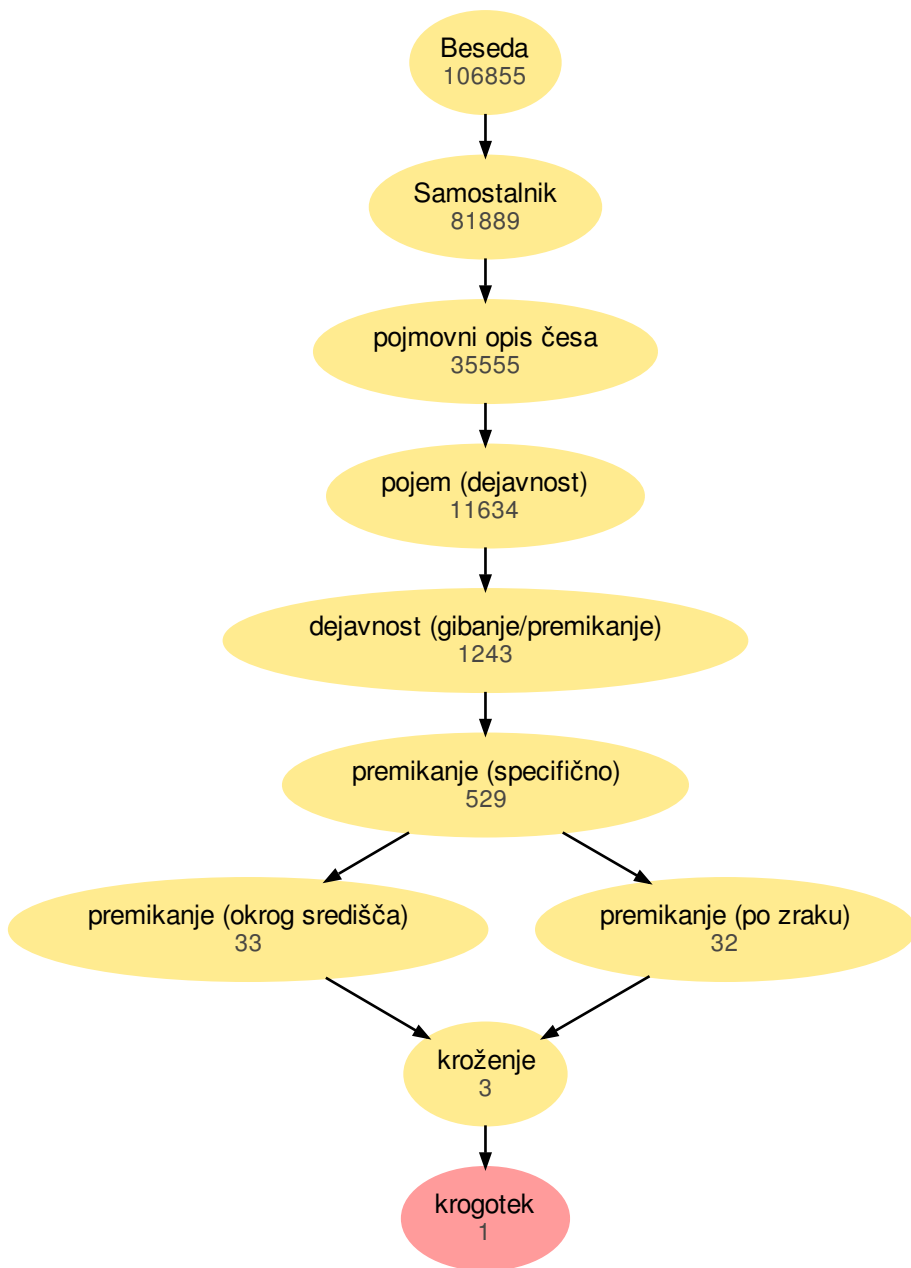 Beseda
106855
Samostalnik
81889
pojmovni opis česa
35555
pojem (dejavnost)
11634
dejavnost (gibanje/premikanje)
1243
premikanje (specifično)
529
premikanje (okrog središča)
33
premikanje (po zraku)
32
kroženje
3
krogotek
1